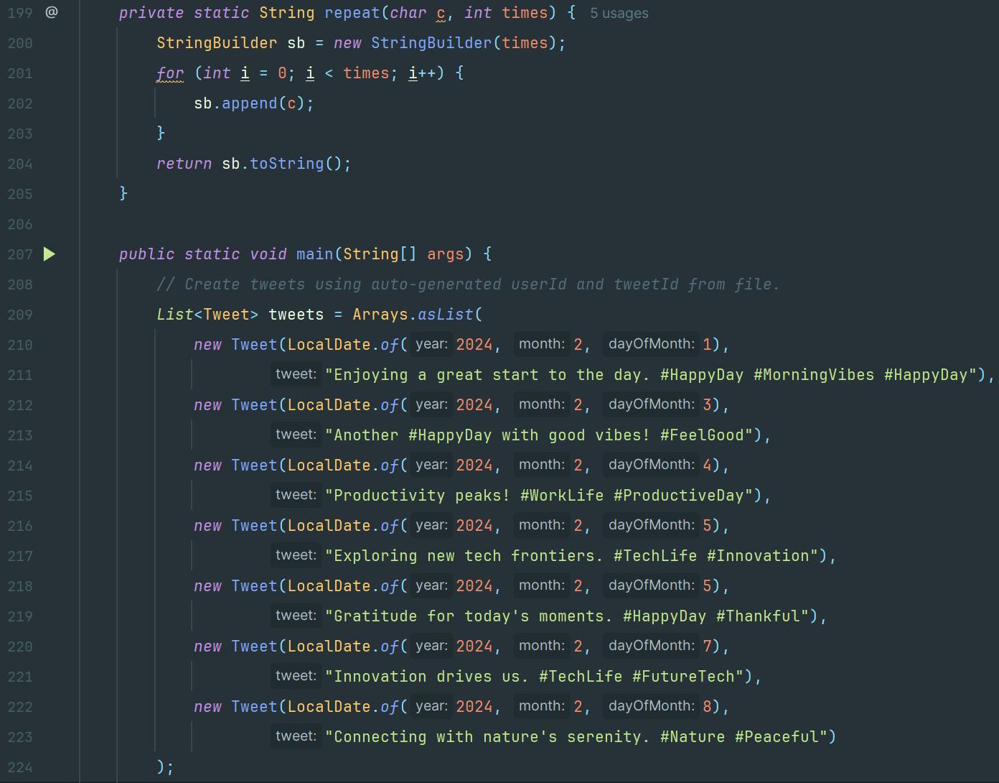 199 @ private static String repeat(char c, int times) { 5 usages
200 StringBuilder sb = new StringBuilder(times);
201 for (int i = 0; i < times; i++) {
202 sb.append(c);
203 }
204 return sb.toString();
205 }
206
207 public static void main(String[] args) {
208 // Create tweets using auto-generated userId and tweetId from file.
209 List<Tweet> tweets = Arrays.asList(
210 new Tweet(LocalDate.of( year: 2024, month: 2, dayOfMonth: 1),
211 tweet: "Enjoying a great start to the day. #HappyDay #MorningVibes #HappyDay"),
212 new Tweet(LocalDate.of( year: 2024, month: 2, dayOfMonth: 3),
213 tweet: "Another #HappyDay with good vibes! #FeelGood"),
214 new Tweet(LocalDate.of( year: 2024, month: 2, dayOfMonth: 4),
215 tweet: "Productivity peaks! #WorkLife #ProductiveDay"),
216 new Tweet(LocalDate.of( year: 2024, month: 2, dayOfMonth: 5),
217 tweet: "Exploring new tech frontiers. #TechLife #Innovation"),
218 new Tweet(LocalDate.of( year: 2024, month: 2, dayOfMonth: 5),
219 tweet: "Gratitude for today's moments. #HappyDay #Thankful"),
220 new Tweet(LocalDate.of( year: 2024, month: 2, dayOfMonth: 7),
221 tweet: "Innovation drives us. #TechLife #FutureTech"),
222 new Tweet(LocalDate.of( year: 2024, month: 2, dayOfMonth: 8),
223 tweet: "Connecting with nature's serenity. #Nature #Peaceful")
224 );